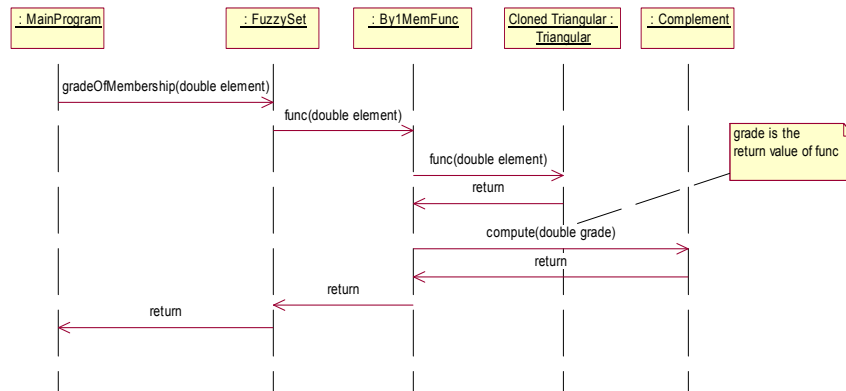 : MainProgram
: FuzzySet
: By1MemFunc
Cloned Triangular :
Triangular
: Complement
gradeOfMembership(double element)
func(double element)
grade is the
return value of func
func(double element)
return
compute(double grade)
return
return
return